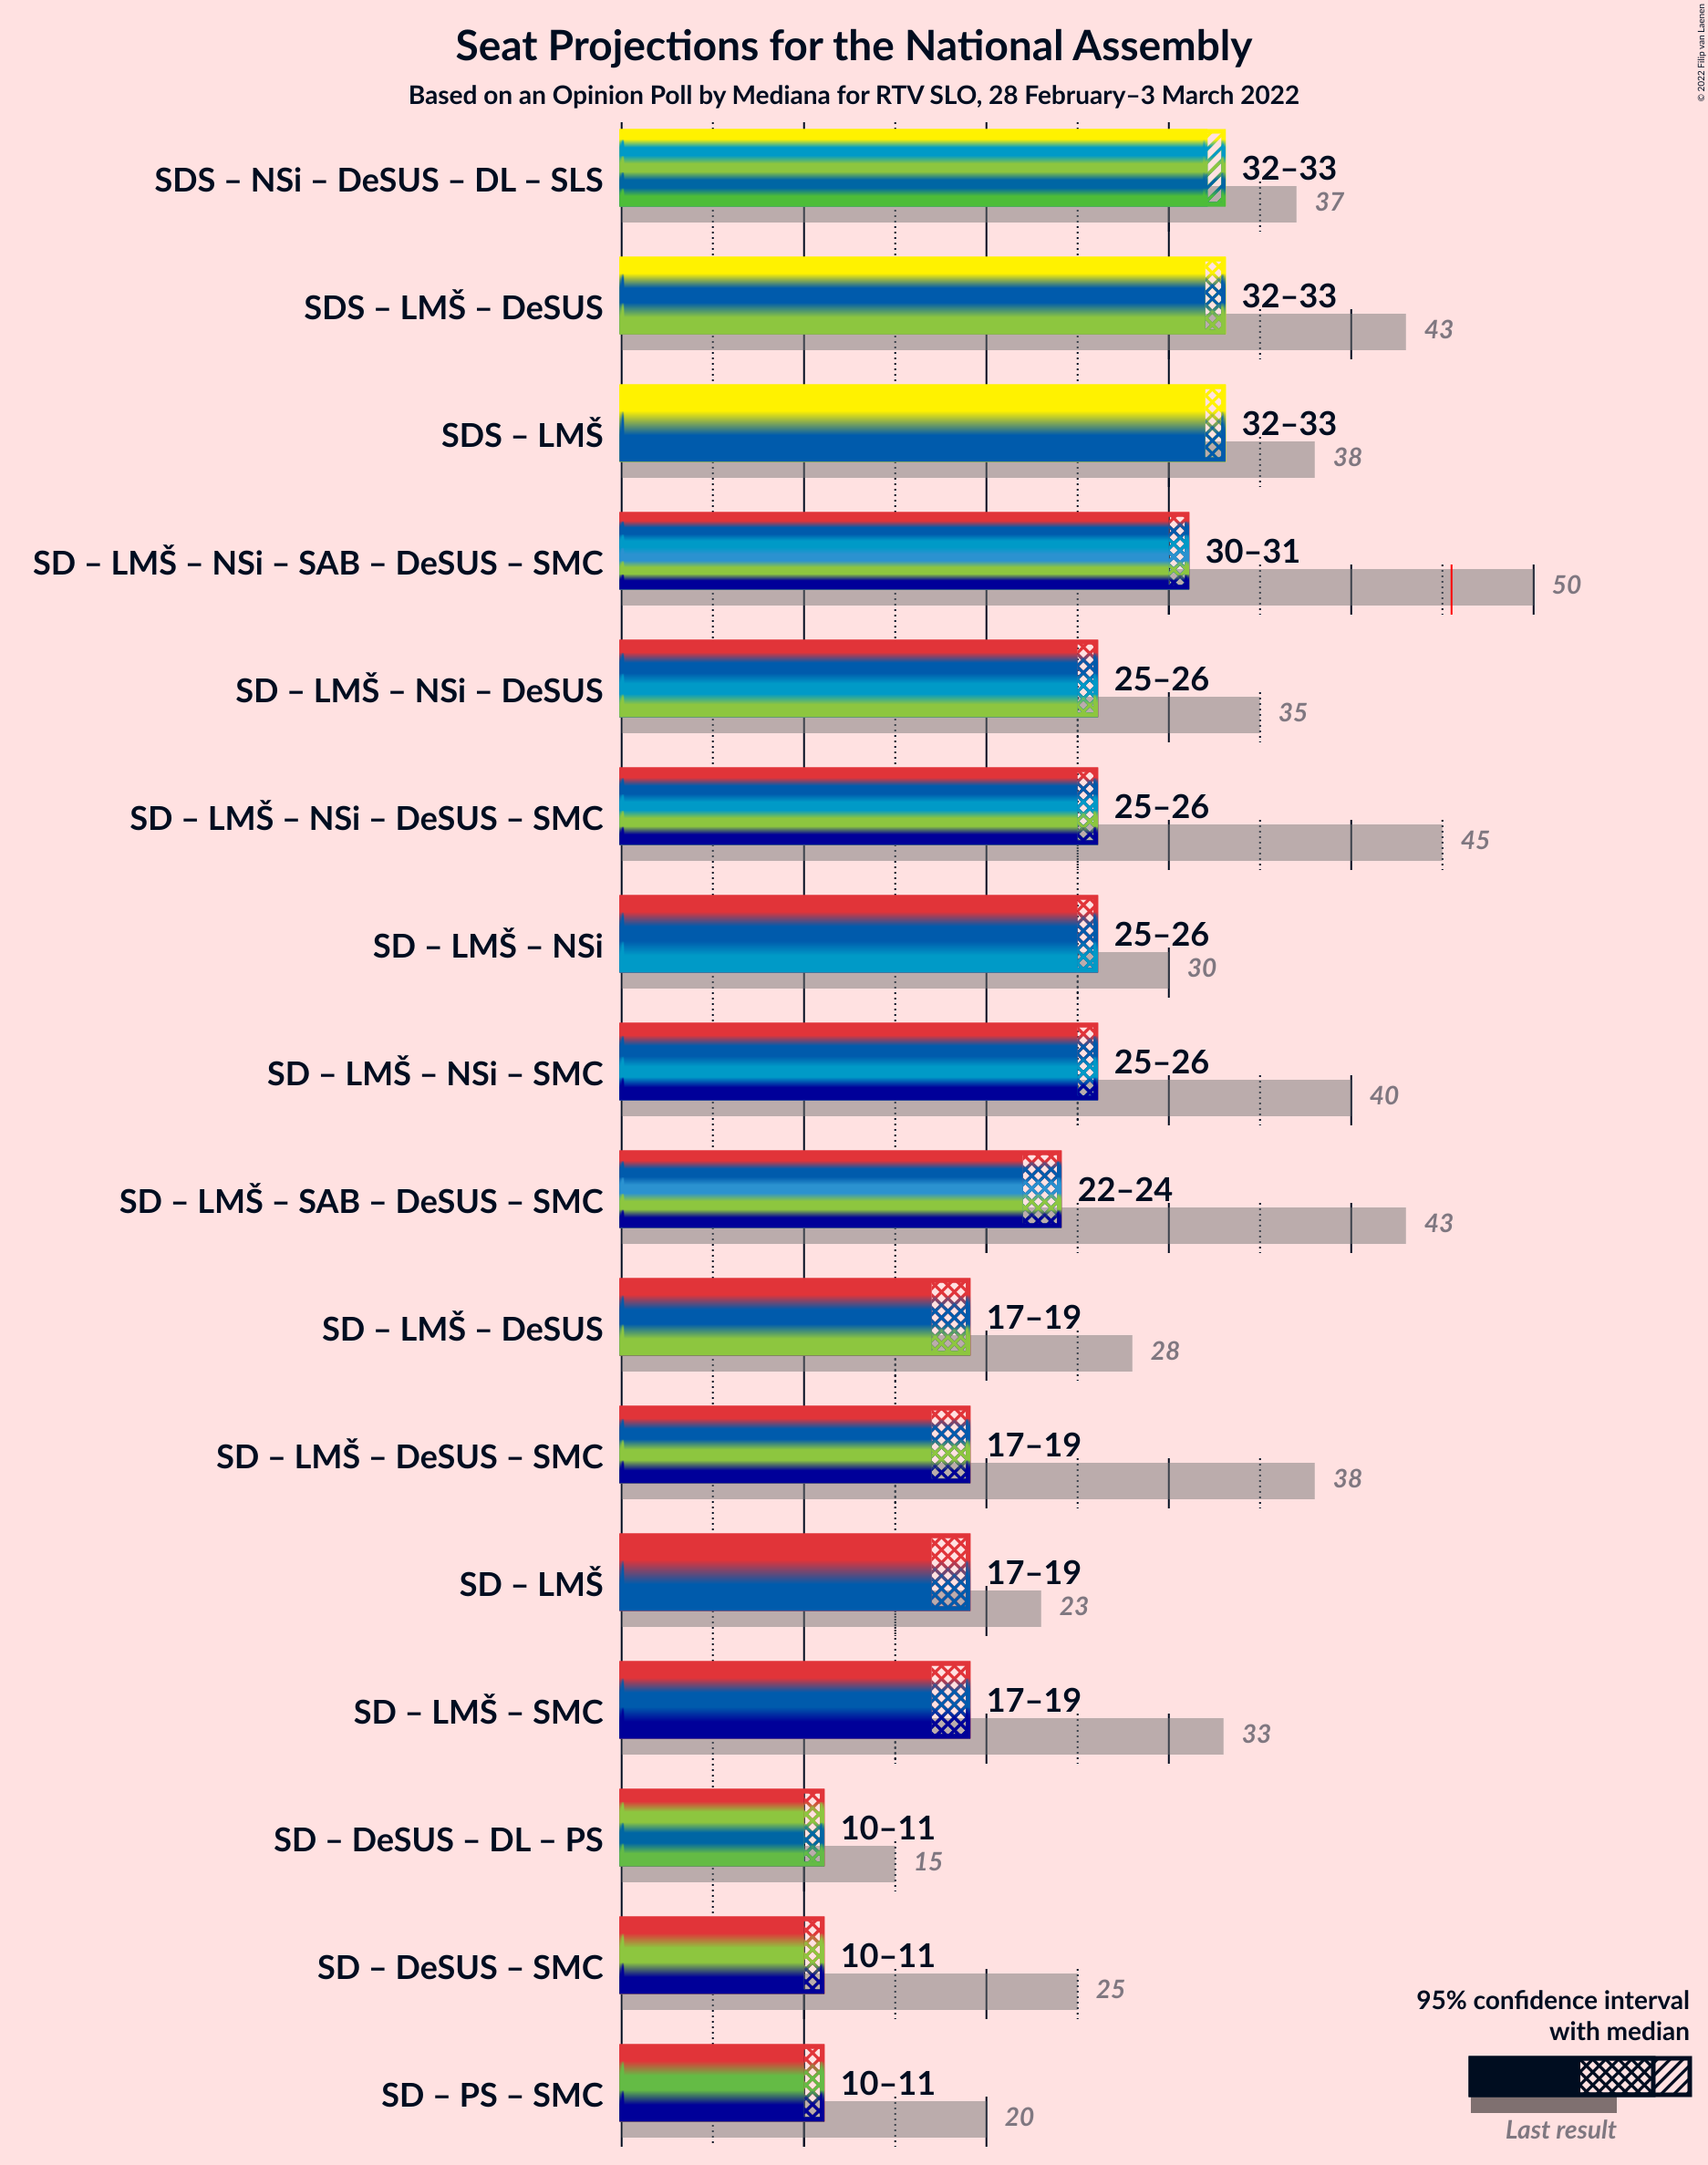 Seat Projections for the National Assembly
Based on an Opinion Poll by Mediana for RTV SLO, 28 February–3 March 2022
© 2022 Filip van Laenen
SDS – NSi – DeSUS – DL – SLS
32–33
37
SDS – LMŠ – DeSUS
32–33
43
SDS – LMŠ
32–33
38
SD – LMŠ – NSi – SAB – DeSUS – SMC
30–31
50
SD – LMŠ – NSi – DeSUS
25–26
35
SD – LMŠ – NSi – DeSUS – SMC
25–26
45
SD – LMŠ – NSi
25–26
30
SD – LMŠ – NSi – SMC
25–26
40
SD – LMŠ – SAB – DeSUS – SMC
22–24
43
SD – LMŠ – DeSUS
17–19
28
SD – LMŠ – DeSUS – SMC
17–19
38
SD – LMŠ
17–19
23
SD – LMŠ – SMC
17–19
33
SD – DeSUS – DL – PS
10–11
15
SD – DeSUS – SMC
10–11
25
SD – PS – SMC
10–11
20
95% confidence interval
with median
Last result